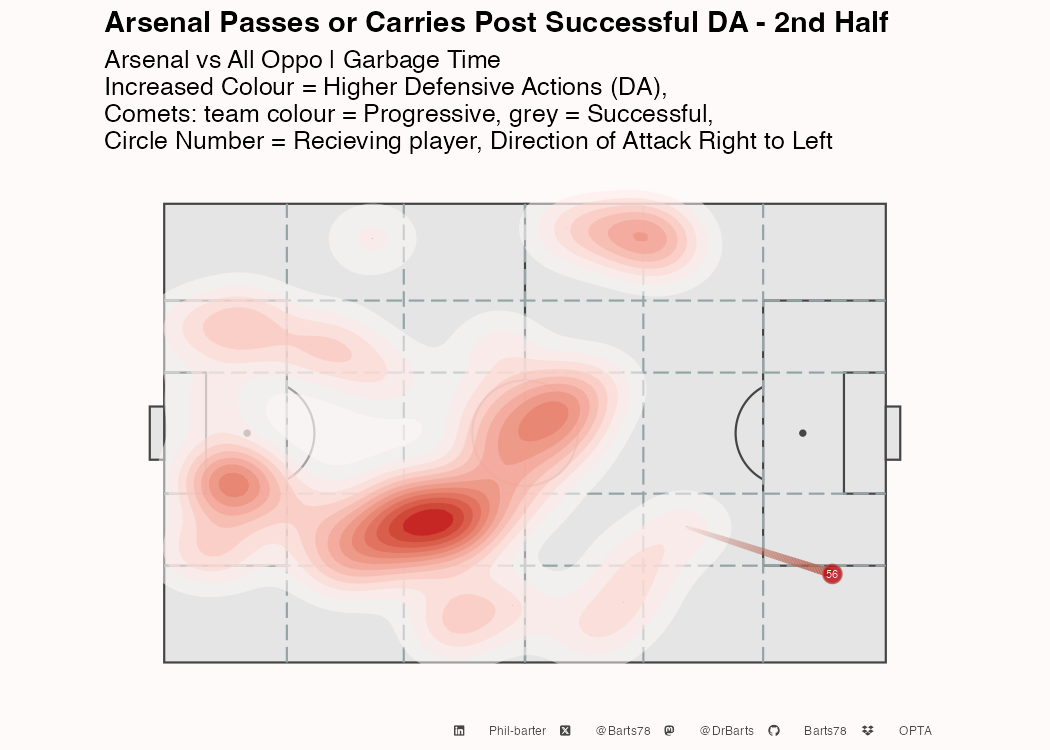 Arsenal Passes or Carries Post Successful DA - 2nd Half
Arsenal vs All Oppo | Garbage Time
Increased Colour = Higher Defensive Actions (DA),
Comets: team colour = Progressive, grey = Successful,
Circle Number = Recieving player, Direction of Attack Right to Left
56
Phil-barter @Barts78 @DrBarts Barts78 OPTA